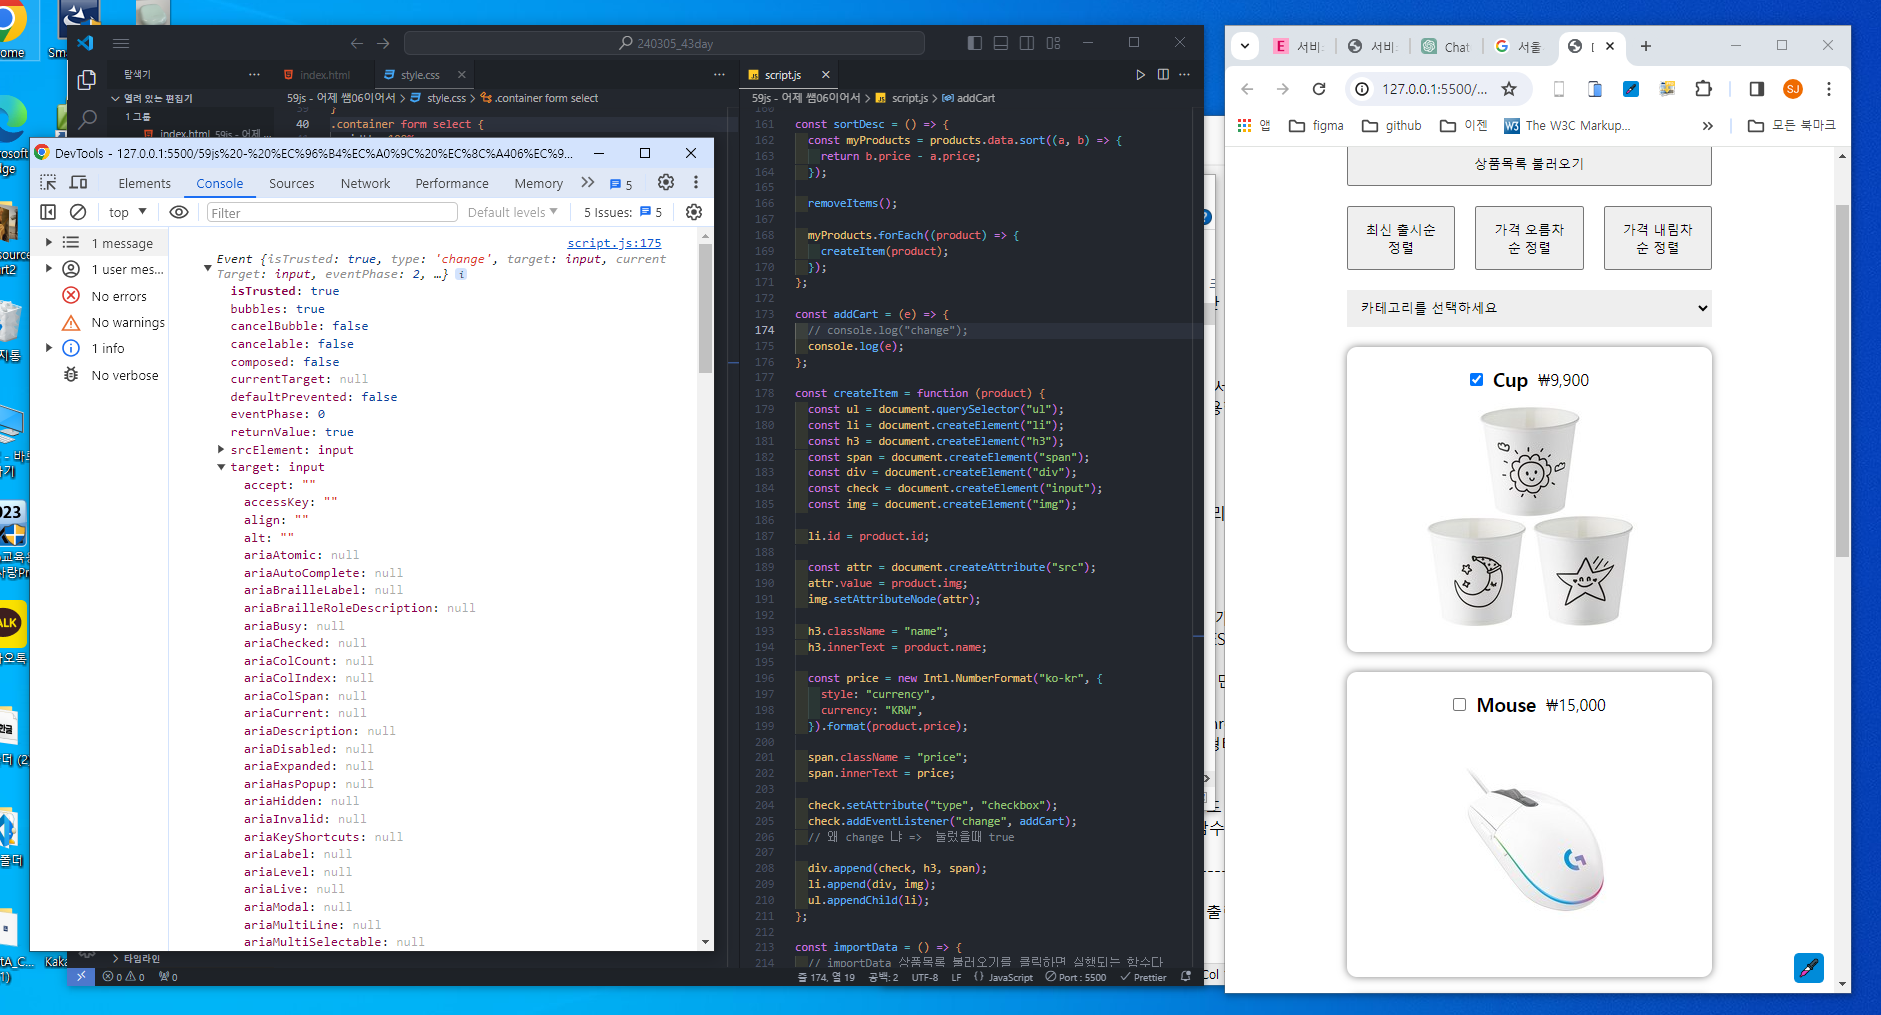 240305_43day
탐색기
index.html
style.css
script.js
열려 있는 편집기
1 그룹
index.html 59js - 어제 ...
59js - 어제 쌤06이어서 > style.css > .container form select
59js - 어제 쌤06이어서 > script.js > addCart
40
.container form select {
DevTools - 127.0.0.1:5500/59js%20-%20%EC%96%B4%EC%A0%9C%20%EC%8C%A406%EC%9...
Elements
Console
Sources
Network
Performance
Memory
5
top
Filter
Default levels
5 Issues:
5
1 message
1 user mes...
No errors
No warnings
1 info
No verbose
script.js:175
Event {isTrusted: true, type: 'change', target: input, current
Target: input, eventPhase: 2, …}
isTrusted: true
bubbles: true
cancelBubble: false
cancelable: false
composed: false
currentTarget: null
defaultPrevented: false
eventPhase: 0
returnValue: true
srcElement: input
target: input
accept: ""
accessKey: ""
align: ""
alt: ""
ariaAtomic: null
ariaAutoComplete: null
ariaBrailleLabel: null
ariaBrailleRoleDescription: null
ariaBusy: null
ariaChecked: null
ariaColCount: null
ariaColIndex: null
ariaColSpan: null
ariaCurrent: null
ariaDescription: null
ariaDisabled: null
ariaExpanded: null
ariaHasPopup: null
ariaHidden: null
ariaInvalid: null
ariaKeyShortcuts: null
ariaLabel: null
ariaLevel: null
ariaLive: null
ariaModal: null
ariaMultiLine: null
ariaMultiSelectable: null
161 const sortDesc = () => {
162 const myProducts = products.data.sort((a, b) => {
163 return b.price - a.price;
164 });
165
166 removeItems();
167
168 myProducts.forEach((product) => {
169 createItem(product);
170 });
171 };
172
173 const addCart = (e) => {
174 // console.log("change");
175 console.log(e);
176 };
177
178 const createItem = function (product) {
179 const ul = document.querySelector("ul");
180 const li = document.createElement("li");
181 const h3 = document.createElement("h3");
182 const span = document.createElement("span");
183 const div = document.createElement("div");
184 const check = document.createElement("input");
185 const img = document.createElement("img");
186
187 li.id = product.id;
188
189 const attr = document.createAttribute("src");
190 attr.value = product.img;
191 img.setAttributeNode(attr);
192
193 h3.className = "name";
194 h3.innerText = product.name;
195
196 const price = new Intl.NumberFormat("ko-kr", {
197 style: "currency",
198 currency: "KRW",
199 }).format(product.price);
200
201 span.className = "price";
202 span.innerText = price;
203
204 check.setAttribute("type", "checkbox");
205 check.addEventListener("change", addCart);
206 // 왜 change 냐 => 눌렀을때 true
207
208 div.append(check, h3, span);
209 li.append(div, img);
210 ul.appendChild(li);
211 };
212
213 const importData = () => {
214 // importData 상품목록 불러오기를 클릭하면 실행되는 함수다
타임라인
0 0
0
줄 174, 열 19
공백: 2
UTF-8
LF
{ } JavaScript
Port : 5500
Prettier
서비
서비
Chat
서울
127.0.0.1:5500/...
SJ
앱
figma
github
이젠
The W3C Markup...
모든 북마크
상품목록 불러오기
최신 출시순
정렬
가격 오름차
순 정렬
가격 내림차
순 정렬
카테고리를 선택하세요
Cup ₩9,900
Mouse ₩15,000